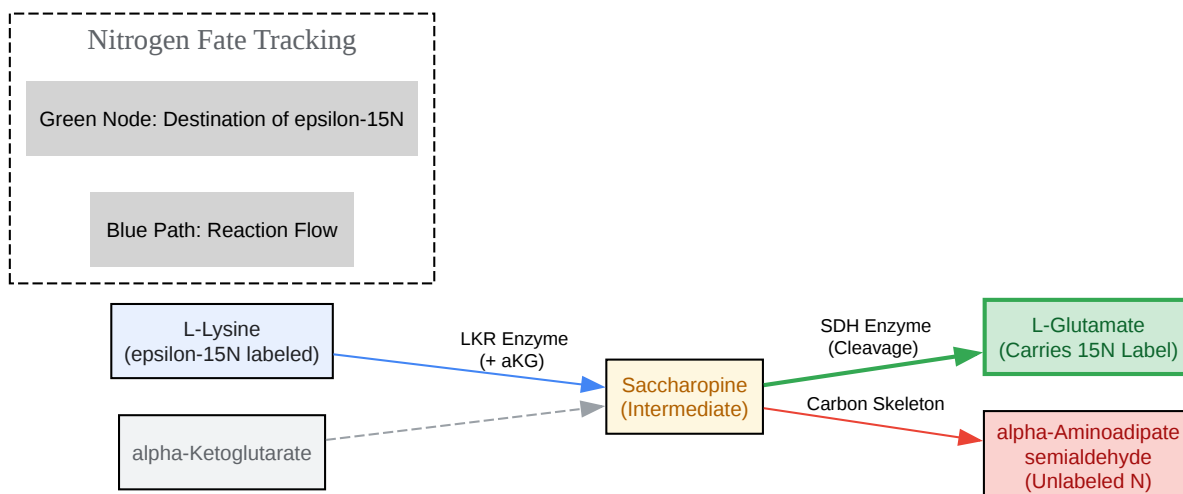 Nitrogen Fate Tracking
Green Node: Destination of epsilon-15N
Blue Path: Reaction Flow
L-Lysine
(epsilon-15N labeled)
alpha-Ketoglutarate
LKR Enzyme
(+ aKG)
Saccharopine
(Intermediate)
SDH Enzyme
(Cleavage)
Carbon Skeleton
L-Glutamate
(Carries 15N Label)
alpha-Aminoadipate
semialdehyde
(Unlabeled N)